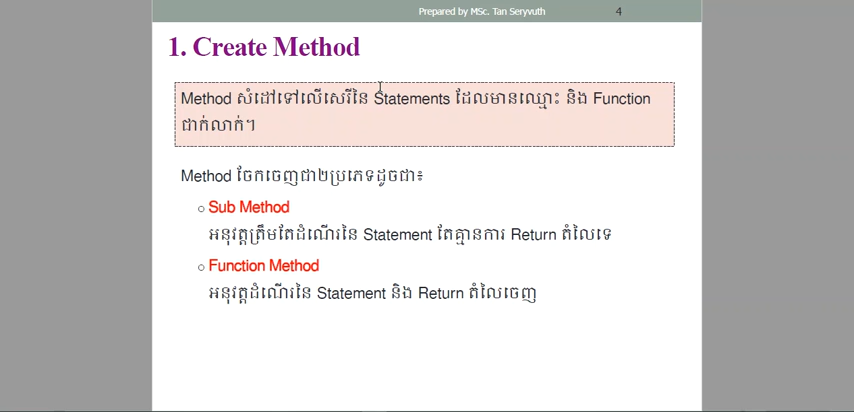 Prepared by MSc. Tan Seryvuth 4
1. Create Method
Method សំដៅទៅលើសេរីនៃ Statements ដែលមានឈ្មោះ និង Function
ជាក់លាក់។
Method ចែកចេញជា២ប្រភេទដូចជា៖
○ Sub Method
អនុវត្តត្រឹមតែដំណើរនៃ Statement តែគ្មានការ Return តំលៃទេ
○ Function Method
អនុវត្តដំណើរនៃ Statement និង Return តំលៃចេញ